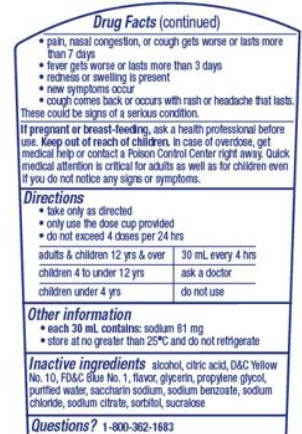 Drug Facts (continued)
• pain, nasal congestion, or cough gets worse or lasts more
than 7 days
• fever gets worse or lasts more than 3 days
• redness or swelling is present
• new symptoms occur
• cough comes back or occurs with rash or headache that lasts.
These could be signs of a serious condition.
If pregnant or breast-feeding, ask a health professional before
use. Keep out of reach of children. In case of overdose, get
medical help or contact a Poison Control Center right away. Quick
medical attention is critical for adults as well as for children even
if you do not notice any signs or symptoms.
Directions
• take only as directed
• only use the dose cup provided
• do not exceed 4 doses per 24 hrs
adults & children 12 yrs & over 30 mL every 4 hrs
children 4 to under 12 yrs ask a doctor
children under 4 yrs do not use
Other information
• each 30 mL contains: sodium 81 mg
• store at no greater than 25°C and do not refrigerate
Inactive ingredients alcohol, citric acid, D&C Yellow
No. 10, FD&C Blue No. 1, flavor, glycerin, propylene glycol,
purified water, saccharin sodium, sodium benzoate, sodium
chloride, sodium citrate, sorbitol, sucralose
Questions? 1-800-362-1683